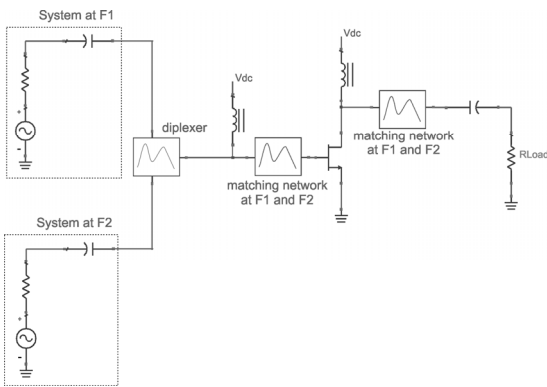 System at F1
+
-
Vdc
Vdc
diplexer
matching network
at F1 and F2
matching network
at F1 and F2
RLoad
System at F2
+
-